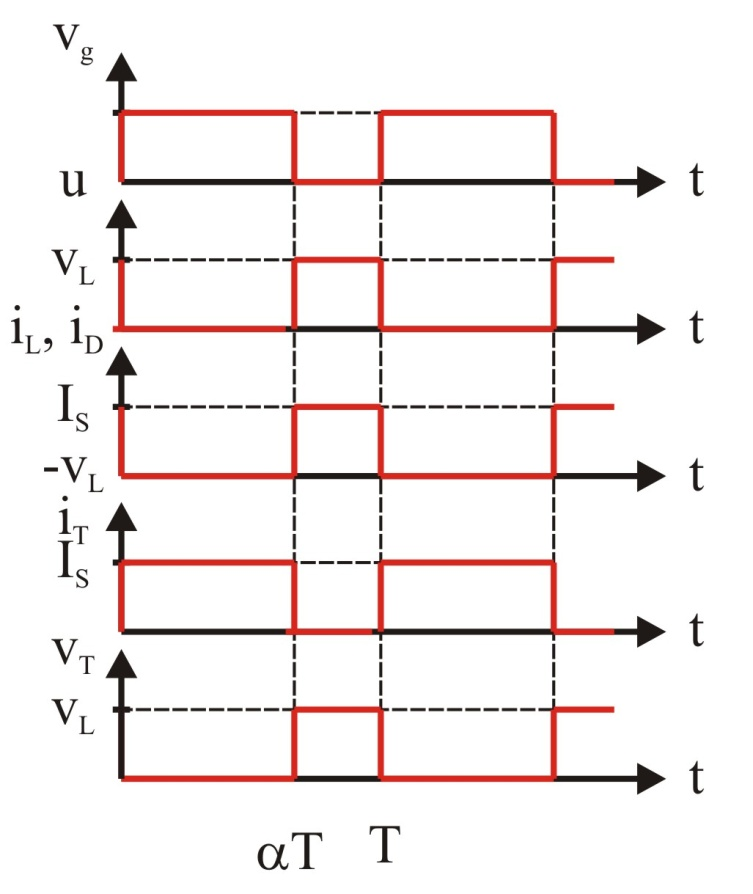 v_g
u
t
v_L
i_L, i_D
t
I_S
-v_L
t
i_T
I_S
t
v_T
v_L
t
αT T